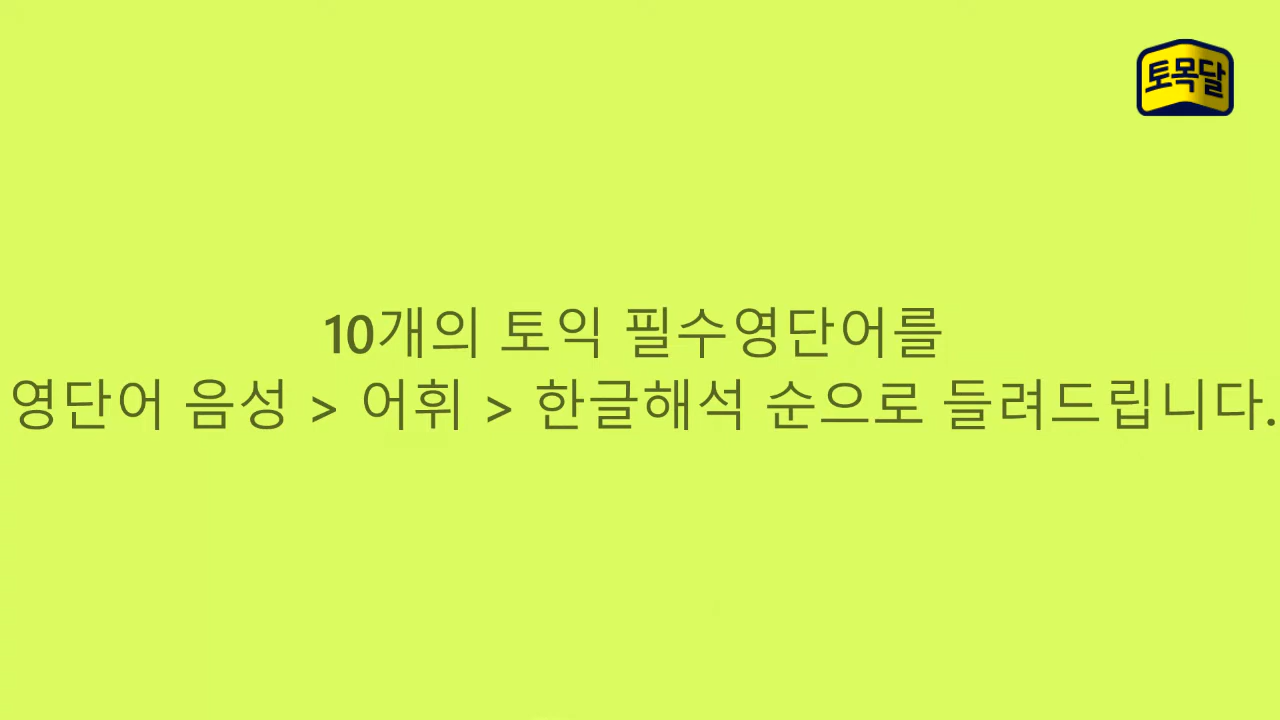 토목달
10개의 토익 필수영단어를
영단어 음성 > 어휘 > 한글해석 순으로 들려드립니다.